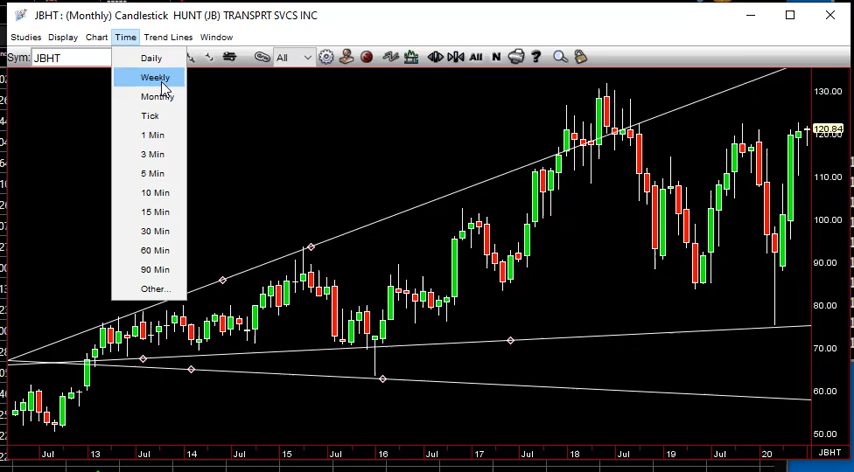 JBHT : (Monthly) Candlestick HUNT (JB) TRANSPRT SVCS INC
Studies Display Chart Time Trend Lines Window
Sym: JBHT All All N ?
Daily
Weekly
Monthly
Tick
1 Min
3 Min
5 Min
10 Min
15 Min
30 Min
60 Min
90 Min
Other...
130.00
120.84
120.00
110.00
100.00
90.00
80.00
70.00
60.00
50.00
Jul 13 Jul 14 Jul 15 Jul 16 Jul 17 Jul 18 Jul 19 Jul 20 JBHT